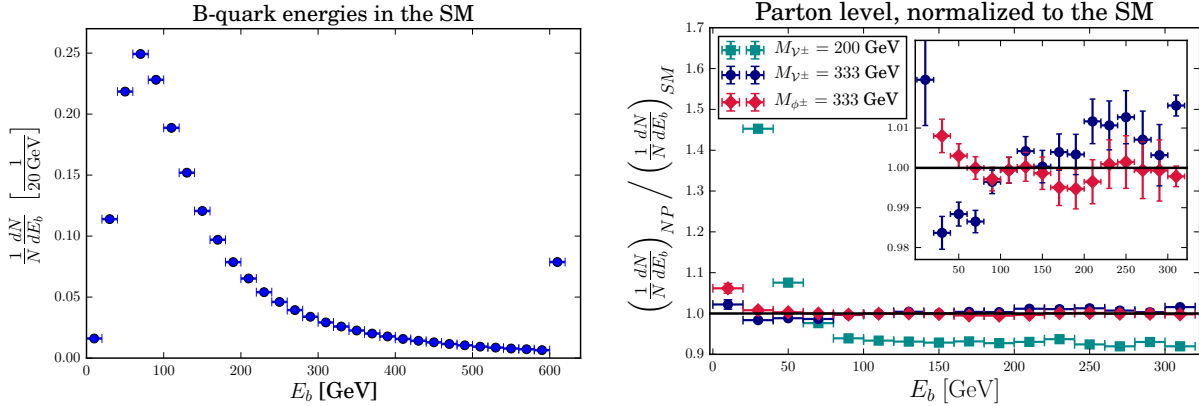 B-quark energies in the SM
0.25
0.20
0.15
0.10
0.05
0.00
1/N dN/dE_b [1/20 GeV]
0 100 200 300 400 500 600
E_b [GeV]
Parton level, normalized to the SM
1.7
1.6
1.5
1.4
1.3
1.2
1.1
1.0
0.9
(1/N dN/dE_b)_NP / (1/N dN/dE_b)_SM
M_𝒱± = 200 GeV
M_𝒱± = 333 GeV
M_ϕ± = 333 GeV
1.01
1.00
0.99
0.98
50 100 150 200 250 300
0 50 100 150 200 250 300
E_b [GeV]